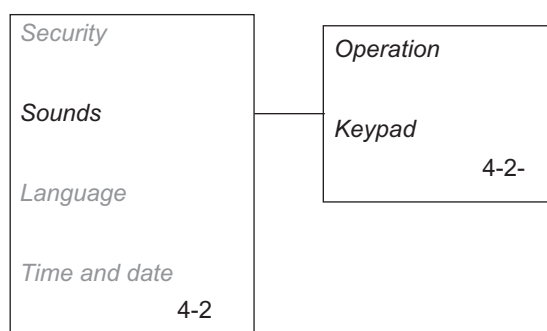 Security
Sounds
Language
Time and date
4-2
Operation
Keypad
4-2-